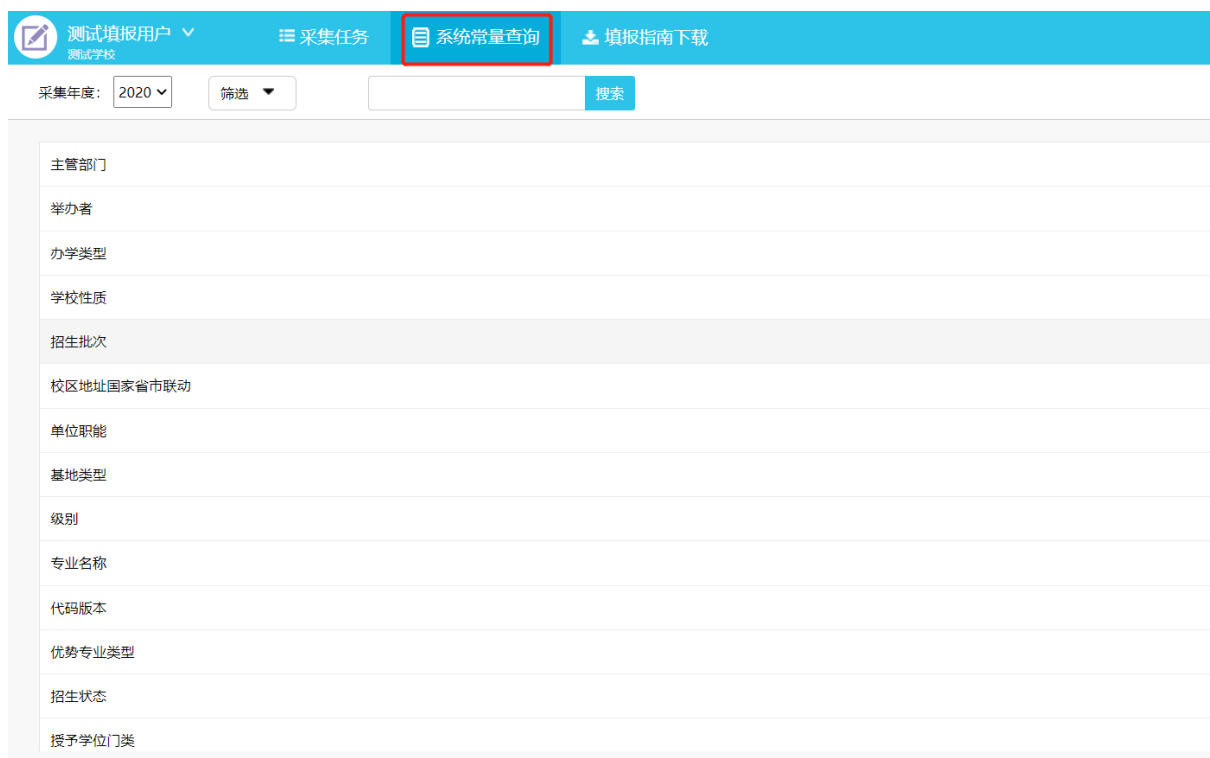 测试填报用户
测试学校
采集任务
系统常量查询
填报指南下载
采集年度: 2020 筛选 搜索
主管部门
举办者
办学类型
学校性质
招生批次
校区地址国家省市联动
单位职能
基地类型
级别
专业名称
代码版本
优势专业类型
招生状态
授予学位门类